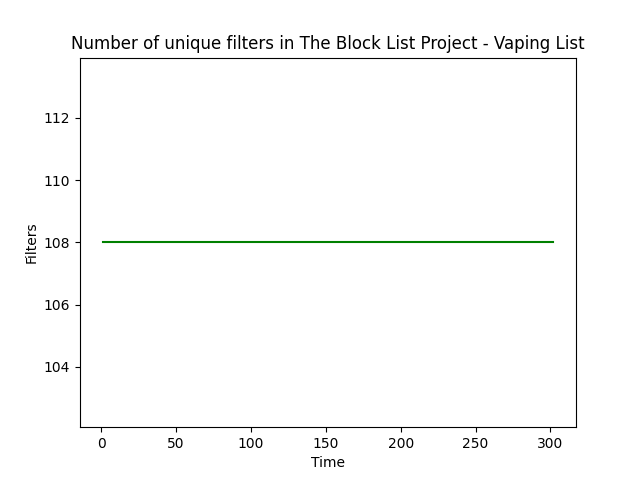 Number of unique filters in The Block List Project - Vaping List
112
110
108
106
104
Filters
0 50 100 150 200 250 300
Time